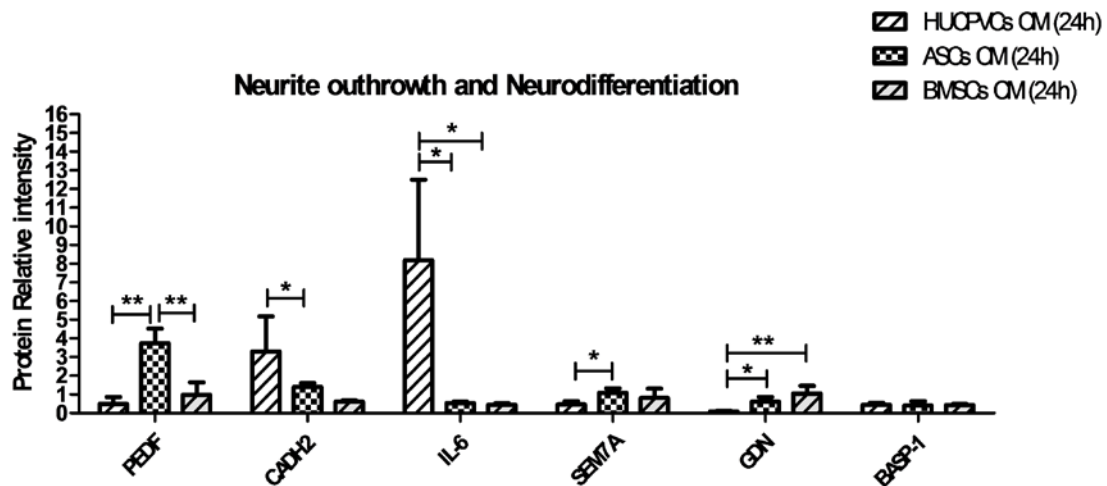 HUCPVCs CM (24h)
ASCs CM (24h)
BMSCs CM (24h)
Neurite outhrowth and Neurodifferentiation
Protein Relative intensity
16
15
14
13
12
11
10
9
8
7
6
5
4
3
2
1
0
** **
*
*
*
*
**
*
PEDF
CADH2
IL-6
SEM7A
GDN
BASP-1